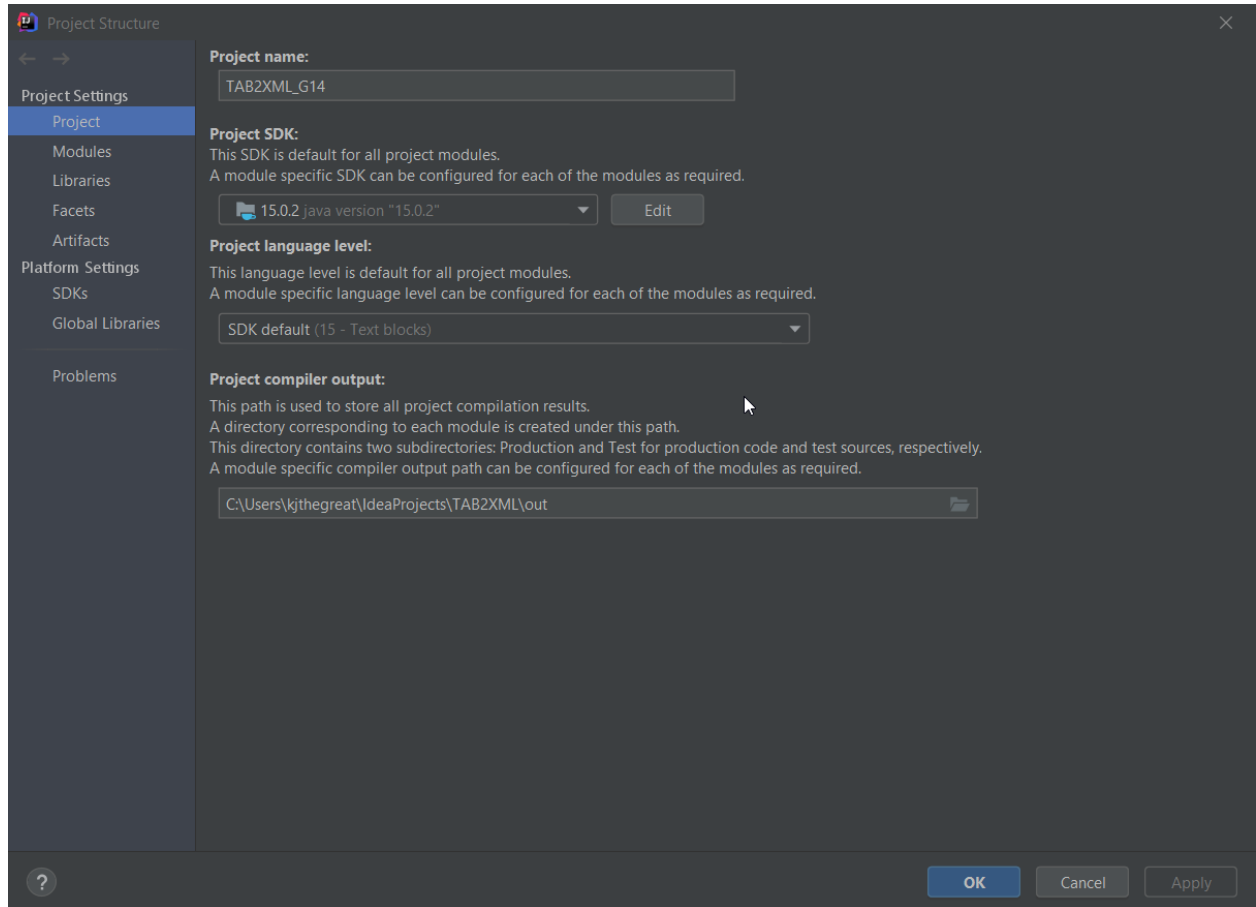 Project Structure
Project Settings
Project
Modules
Libraries
Facets
Artifacts
Platform Settings
SDKs
Global Libraries
Problems
Project name:
TAB2XML_G14
Project SDK:
This SDK is default for all project modules.
A module specific SDK can be configured for each of the modules as required.
15.0.2 java version "15.0.2"
Edit
Project language level:
This language level is default for all project modules.
A module specific language level can be configured for each of the modules as required.
SDK default (15 - Text blocks)
Project compiler output:
This path is used to store all project compilation results.
A directory corresponding to each module is created under this path.
This directory contains two subdirectories: Production and Test for production code and test sources, respectively.
A module specific compiler output path can be configured for each of the modules as required.
C:\Users\kjthegreat\IdeaProjects\TAB2XML\out
?
OK
Cancel
Apply